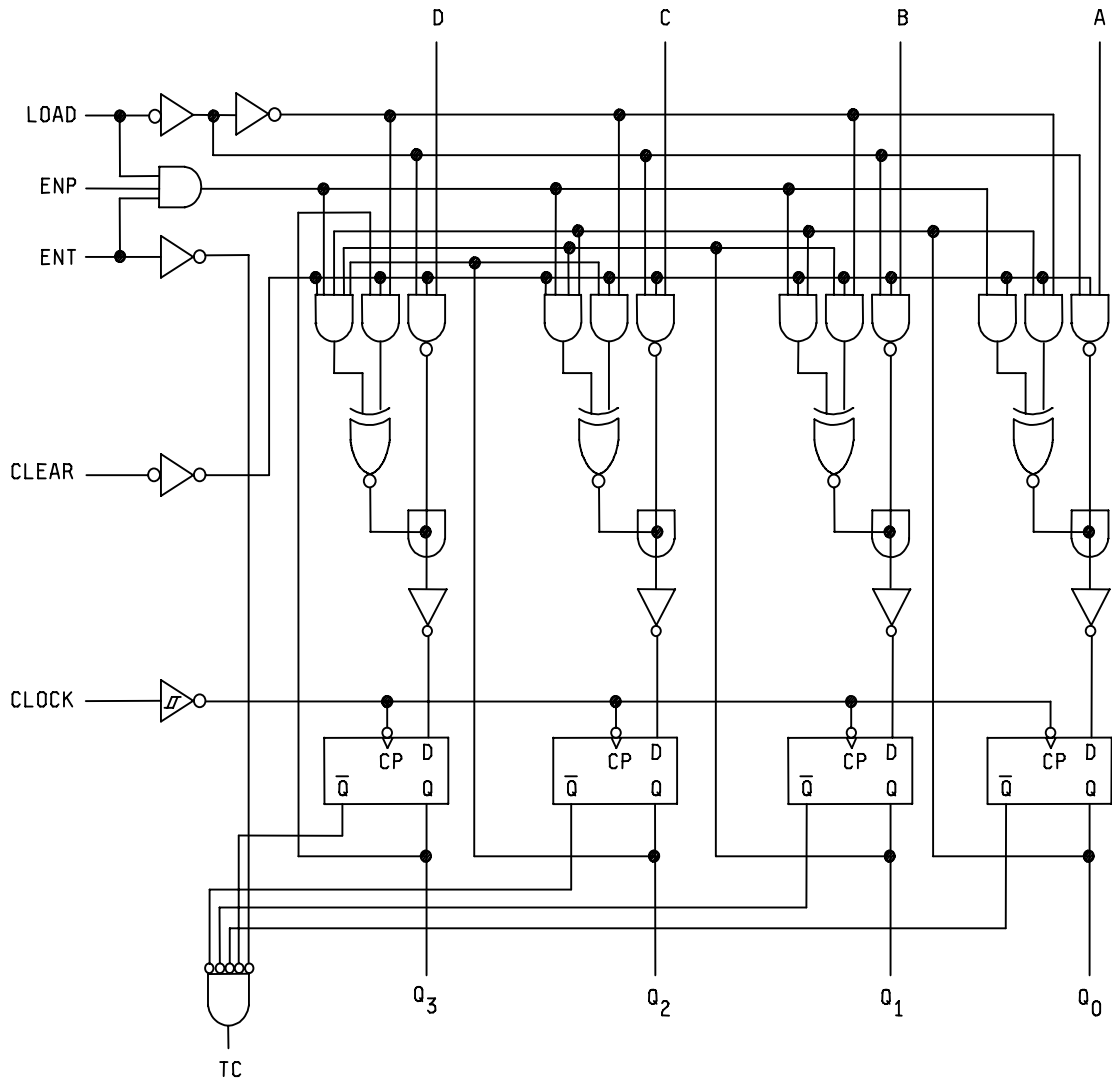 D C B A
LOAD
ENP
ENT
CLEAR
CLOCK
CP D CP D CP D CP D
Q̅ Q Q̅ Q Q̅ Q Q̅ Q
Q3 Q2 Q1 Q0
TC